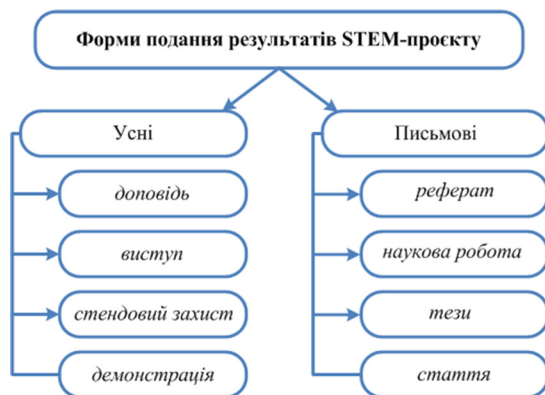 Форми подання результатів STEM-проєкту
Усні
доповідь
виступ
стендовий захист
демонстрація
Письмові
реферат
наукова робота
тези
стаття